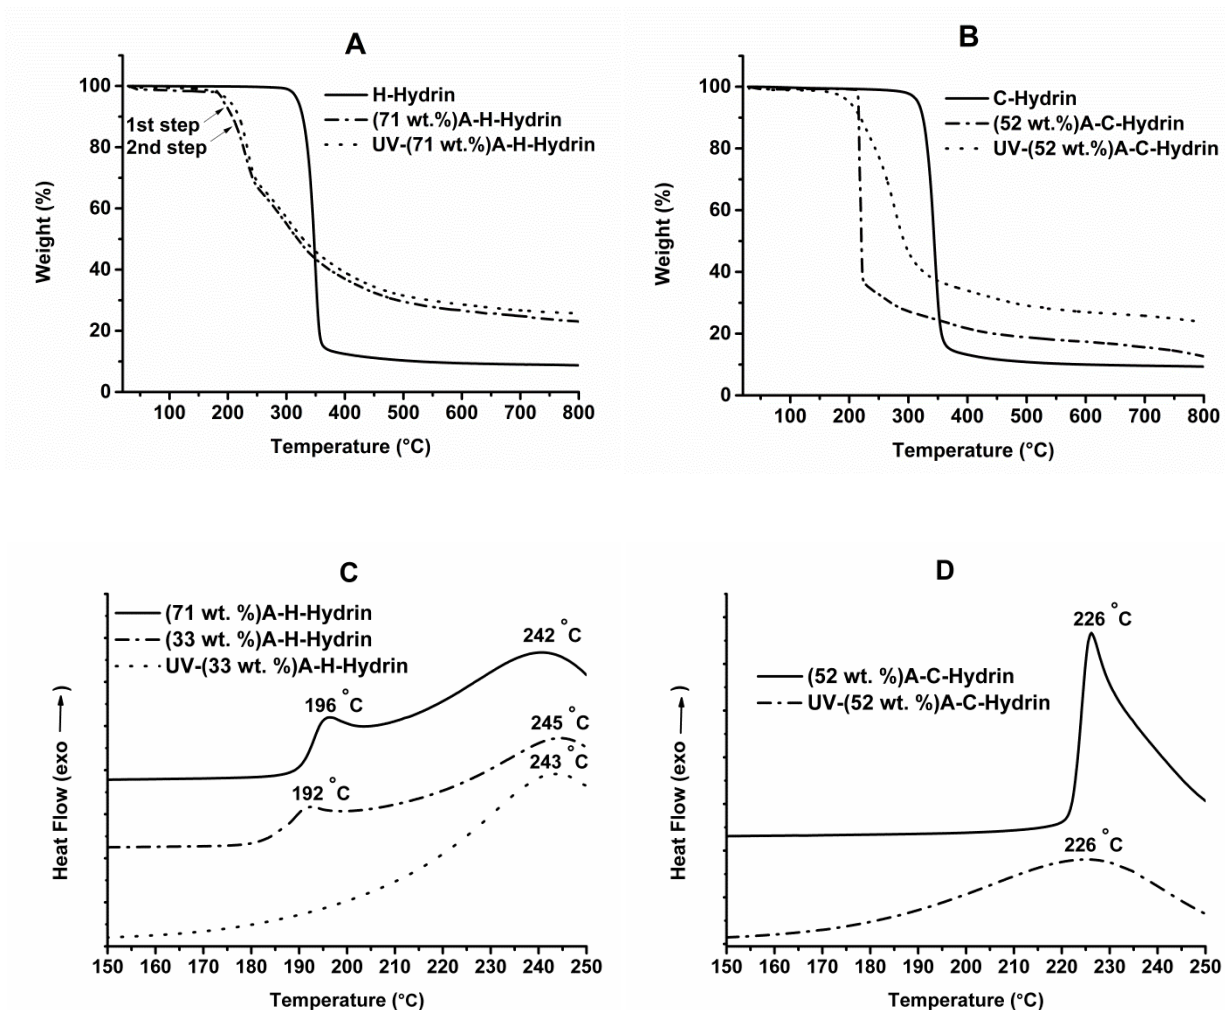 A
H-Hydrin
(71 wt.%)A-H-Hydrin
UV-(71 wt.%)A-H-Hydrin
1st step
2nd step
Weight (%)
100
80
60
40
20
0
100 200 300 400 500 600 700 800
Temperature (°C)
B
C-Hydrin
(52 wt.%)A-C-Hydrin
UV-(52 wt.%)A-C-Hydrin
Weight (%)
100
80
60
40
20
0
100 200 300 400 500 600 700 800
Temperature (°C)
C
(71 wt. %)A-H-Hydrin
(33 wt. %)A-H-Hydrin
UV-(33 wt. %)A-H-Hydrin
242 °C
196 °C
245 °C
243 °C
192 °C
Heat Flow (exo →)
150 160 170 180 190 200 210 220 230 240 250
Temperature (°C)
D
226 °C
(52 wt. %)A-C-Hydrin
UV-(52 wt. %)A-C-Hydrin
226 °C
Heat Flow (exo →)
150 160 170 180 190 200 210 220 230 240 250
Temperature (°C)